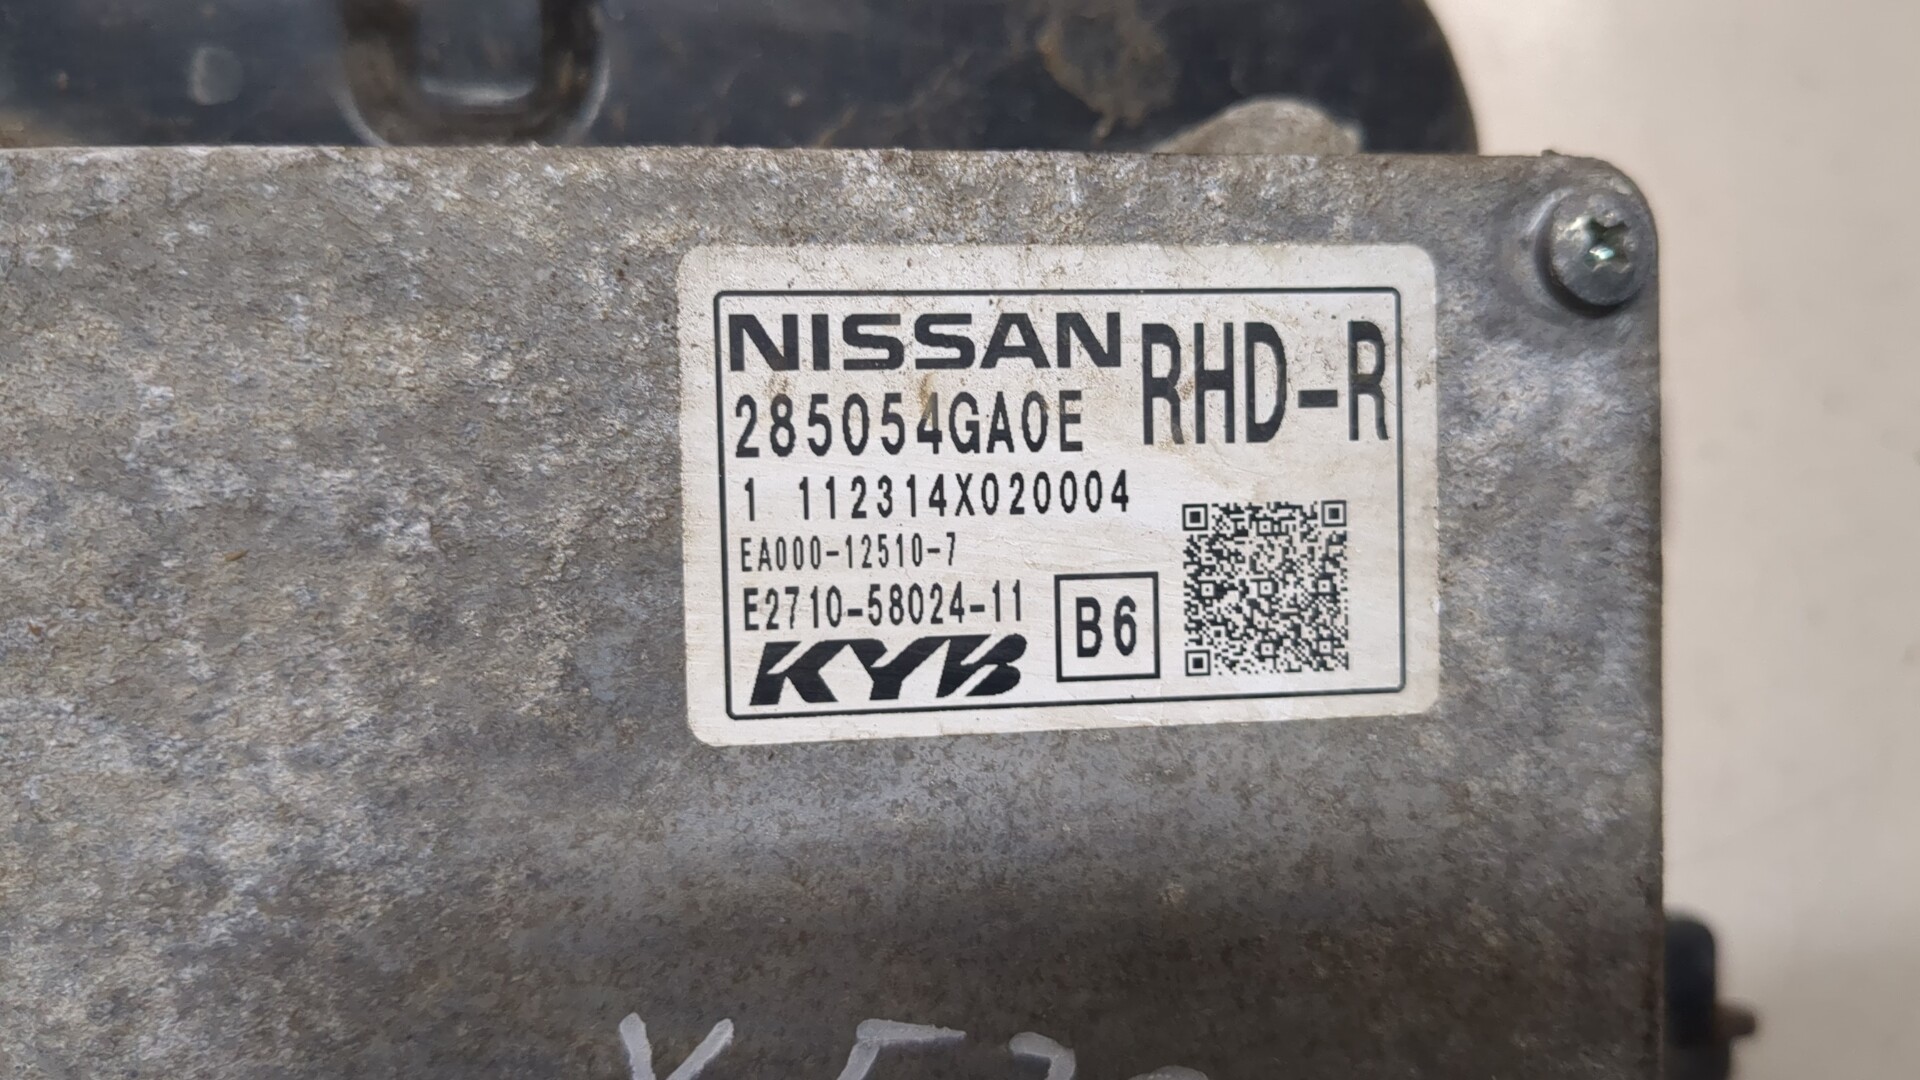 NISSAN RHD-R
285054GA0E
1 112314X020004
EA000-12510-7
E2710-58024-11
B6
KYB